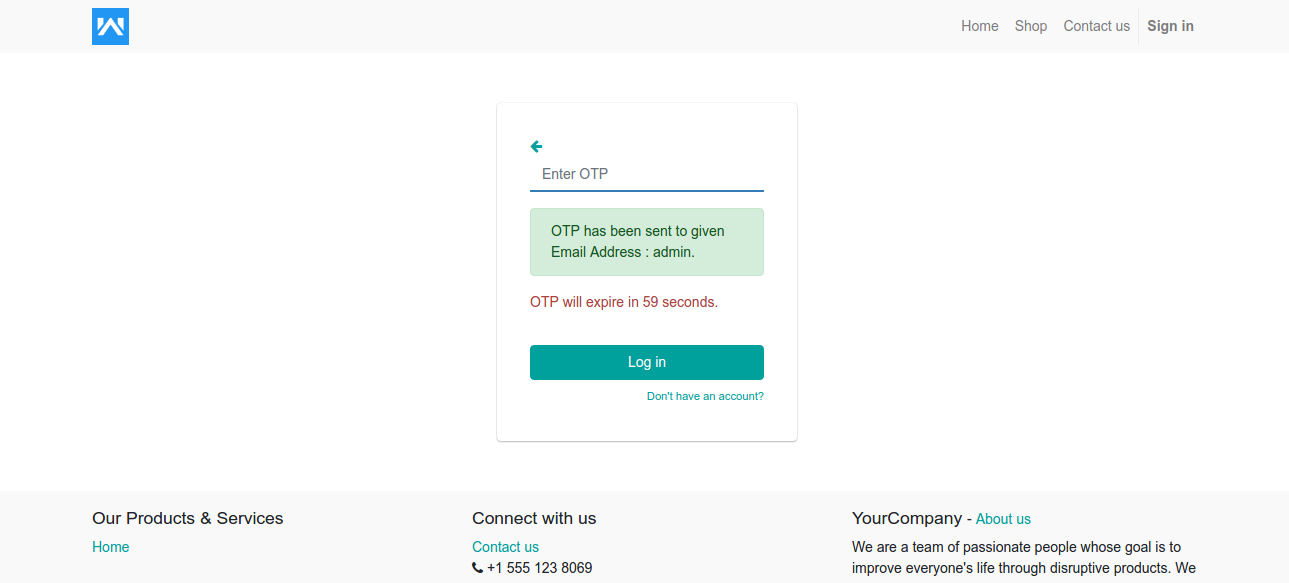 Home Shop Contact us Sign in
Enter OTP
OTP has been sent to given
Email Address : admin.
OTP will expire in 59 seconds.
Log in
Don't have an account?
Our Products & Services
Home
Connect with us
Contact us
+1 555 123 8069
YourCompany - About us
We are a team of passionate people whose goal is to
improve everyone's life through disruptive products. We